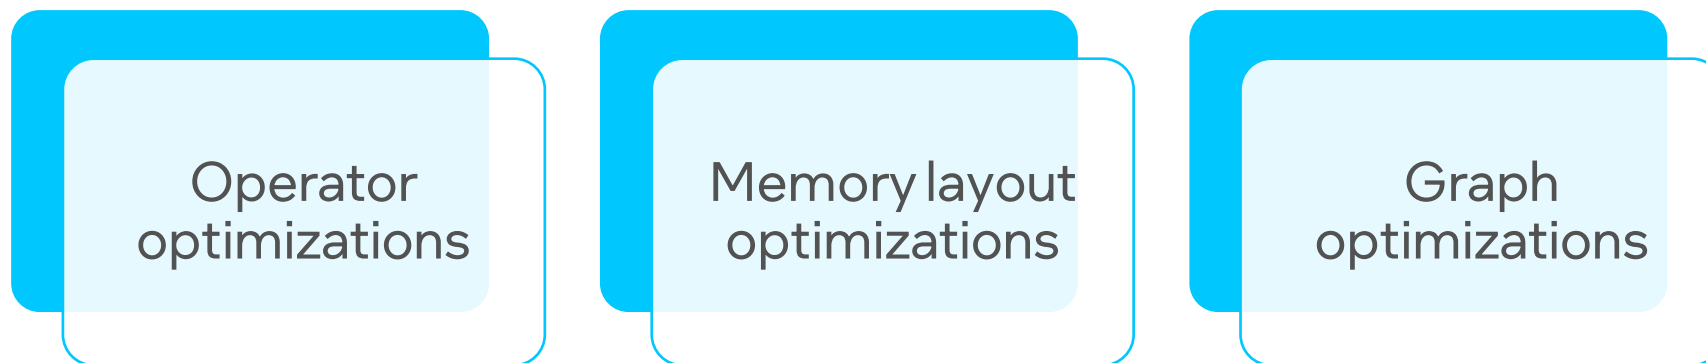 Operator
optimizations
Memory layout
optimizations
Graph
optimizations